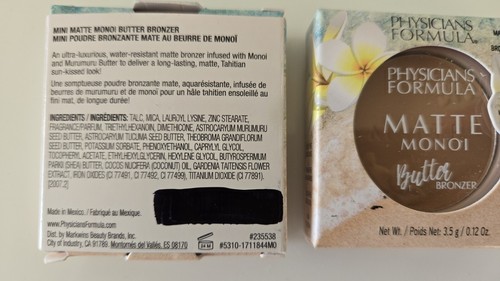 MINI MATTE MONOI BUTTER BRONZER
MINI POUDRE BRONZANTE MATE AU BEURRE DE MONOÏ
An ultra-luxurious, water-resistant matte bronzer infused with Monoi
and Murumuru Butter to deliver a long-lasting, matte, Tahitian
sun-kissed look!
Une somptueuse poudre bronzante mate, aquarésistante, infusée de
beurres de murumuru et de monoï pour un hâle tahitien ensoleillé au
fini mat, de longue durée!
INGREDIENTS / INGRÉDIENTS: TALC, MICA, LAUROYL LYSINE, ZINC STEARATE,
FRAGRANCE/PARFUM, TRIETHYLHEXANOIN, DIMETHICONE, ASTROCARYUM MURUMURU
SEED BUTTER, ASTROCARYUM TUCUMA SEED BUTTER, THEOBROMA GRANDIFLORUM SEED
BUTTER, POTASSIUM SORBATE, PHENOXYETHANOL, CAPRYLYL GLYCOL,
TOCOPHERYL ACETATE, ETHYLHEXYLGLYCERIN, HEXYLENE GLYCOL, BUTYROSPERMUM
PARKII (SHEA) BUTTER, COCOS NUCIFERA (COCONUT) OIL, GARDENIA TAITENSIS FLOWER
EXTRACT, IRON OXIDES (CI 77491, CI 77492, CI 77499), TITANIUM DIOXIDE (CI 77891).
Made in Mexico. / Fabriqué au Mexique.
www.PhysiciansFormula.com
Dist. by Markwins Beauty Brands, Inc.
City of Industry, CA 91789. Montornés del Vallés, ES 08170
24 M
#235538
#5310-1711844M0
PHYSICIANS
FORMULA
PHYSICIANS
FORMULA
MATTE
MONOI
Butter
BRONZER
Net Wt. / Poids Net: 3.5 g / 0.12 Oz.